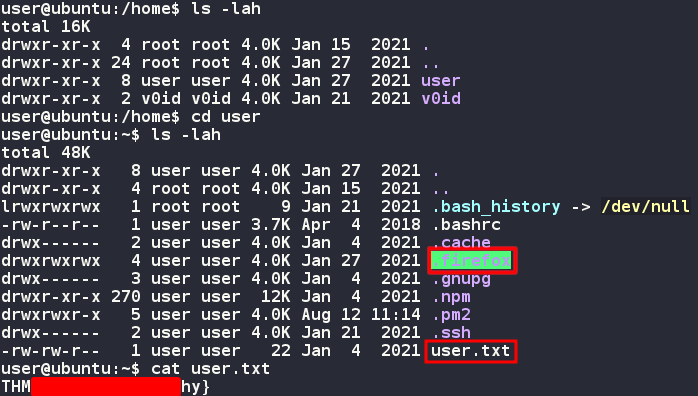 user@ubuntu:/home$ ls -lah
total 16K
drwxr-xr-x  4 root root 4.0K Jan 15  2021 .
drwxr-xr-x 24 root root 4.0K Jan 27  2021 ..
drwxr-xr-x  8 user user 4.0K Jan 27  2021 user
drwxr-xr-x  2 v0id v0id 4.0K Jan 21  2021 v0id
user@ubuntu:/home$ cd user
user@ubuntu:~$ ls -lah
total 48K
drwxr-xr-x   8 user user 4.0K Jan 27  2021 .
drwxr-xr-x   4 root root 4.0K Jan 15  2021 ..
lrwxrwxrwx   1 root root    9 Jan 21  2021 .bash_history -> /dev/null
-rw-r--r--   1 user user 3.7K Apr  4  2018 .bashrc
drwx------   2 user user 4.0K Jan  4  2021 .cache
drwxrwxrwx   4 user user 4.0K Jan 27  2021 .firefox
drwx------   3 user user 4.0K Jan  4  2021 .gnupg
drwxr-xr-x 270 user user  12K Jan  4  2021 .npm
drwxrwxr-x   5 user user 4.0K Aug 12 11:14 .pm2
drwx------   2 user user 4.0K Jan 21  2021 .ssh
-rw-rw-r--   1 user user   22 Jan  4  2021 user.txt
user@ubuntu:~$ cat user.txt
THM hy}